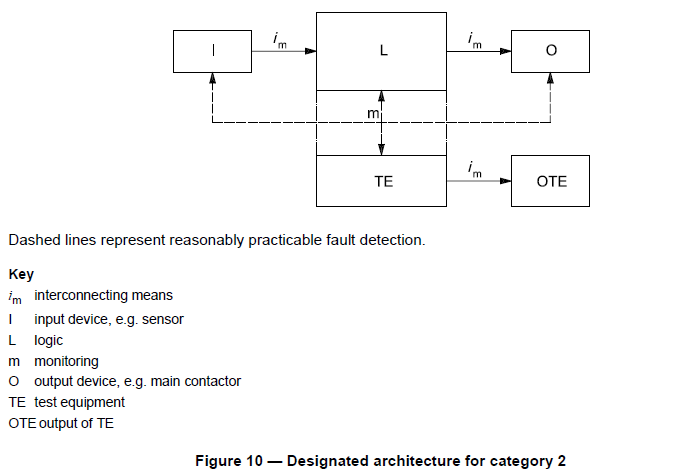 I
im
L
im
O
m
TE
im
OTE
Dashed lines represent reasonably practicable fault detection.
Key
im interconnecting means
I input device, e.g. sensor
L logic
m monitoring
O output device, e.g. main contactor
TE test equipment
OTE output of TE
Figure 10 — Designated architecture for category 2